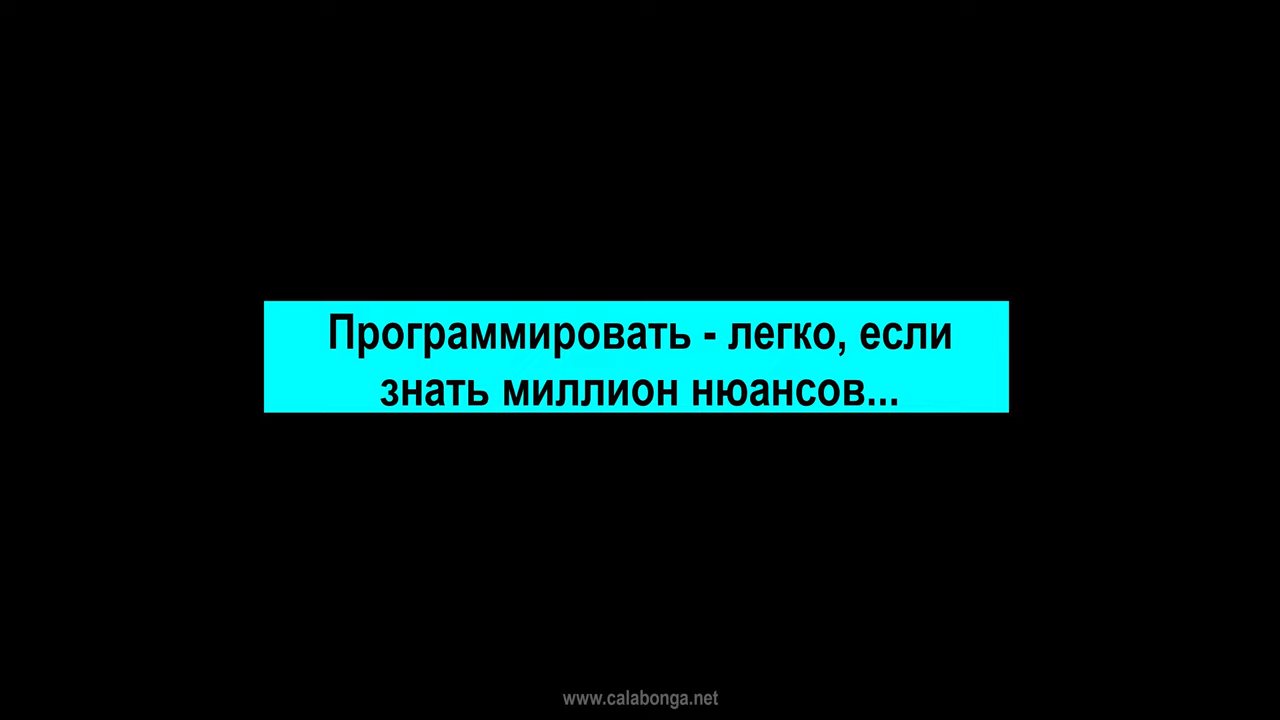 Программировать - легко, если
знать миллион нюансов...
www.calabonga.net